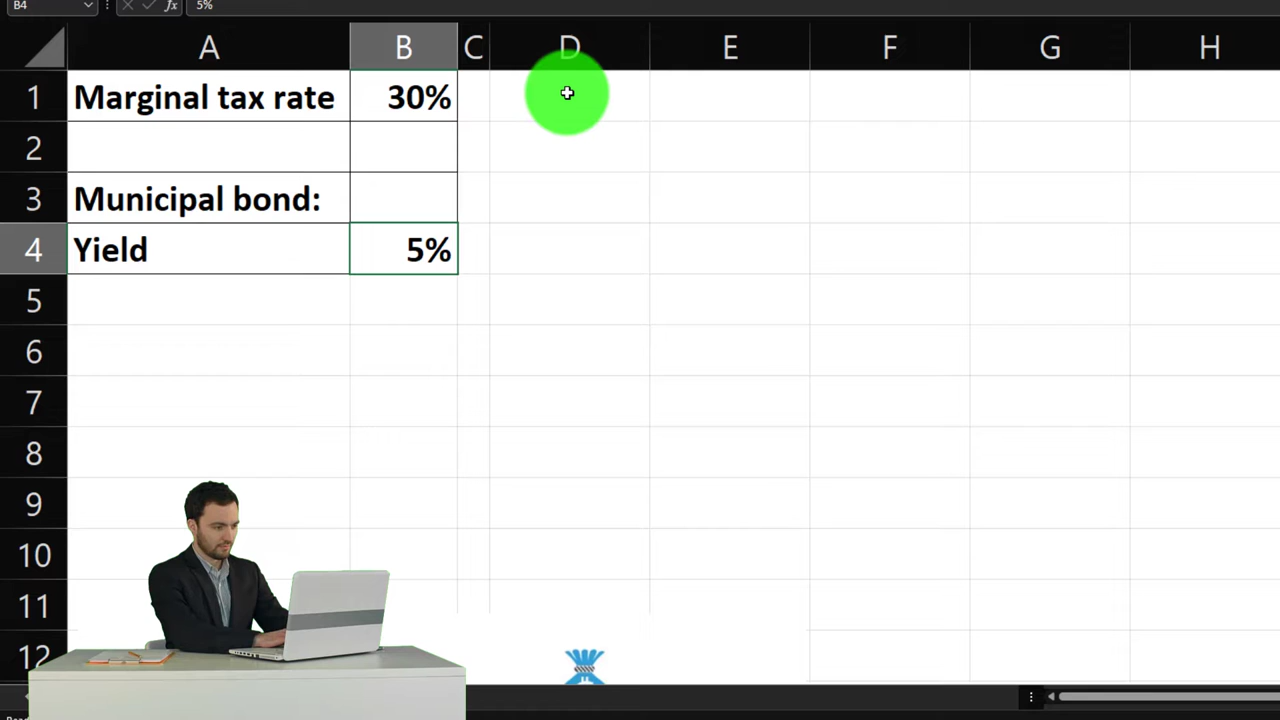 B4 fx 5%
A B C D E F G H
1 Marginal tax rate 30%
2
3 Municipal bond:
4 Yield 5%
5
6
7
8
9
10
11
12